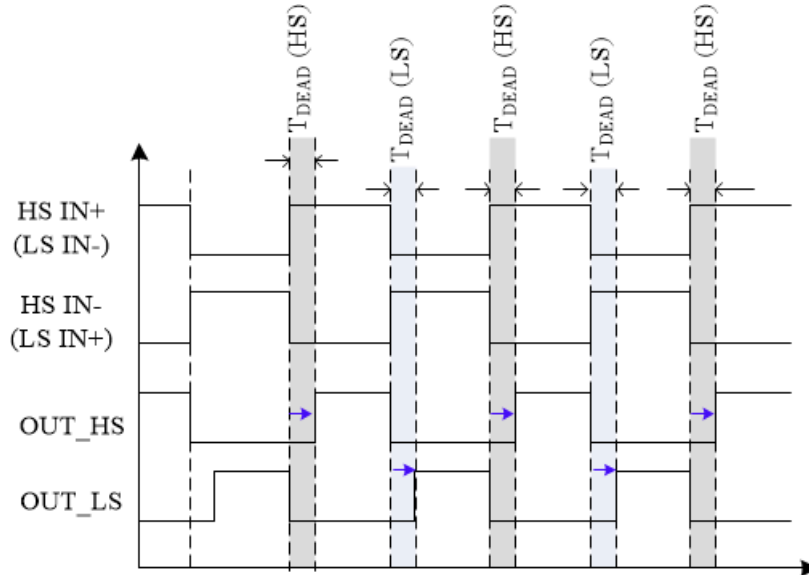 T_DEAD (HS)
T_DEAD (LS)
T_DEAD (HS)
T_DEAD (LS)
T_DEAD (HS)
HS IN+
(LS IN-)
HS IN-
(LS IN+)
OUT_HS
OUT_LS